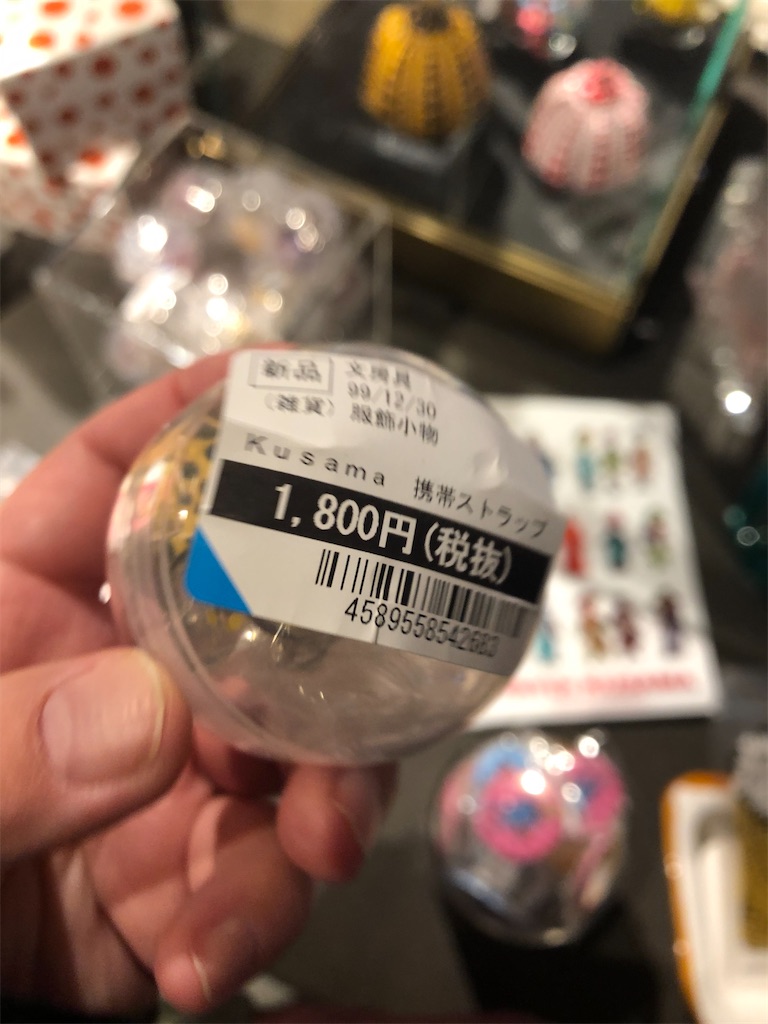 新品 文房具
99/12/30
〈雑貨〉 服飾小物
Kusama 携帯ストラップ
1,800円(税抜)
4589558542683